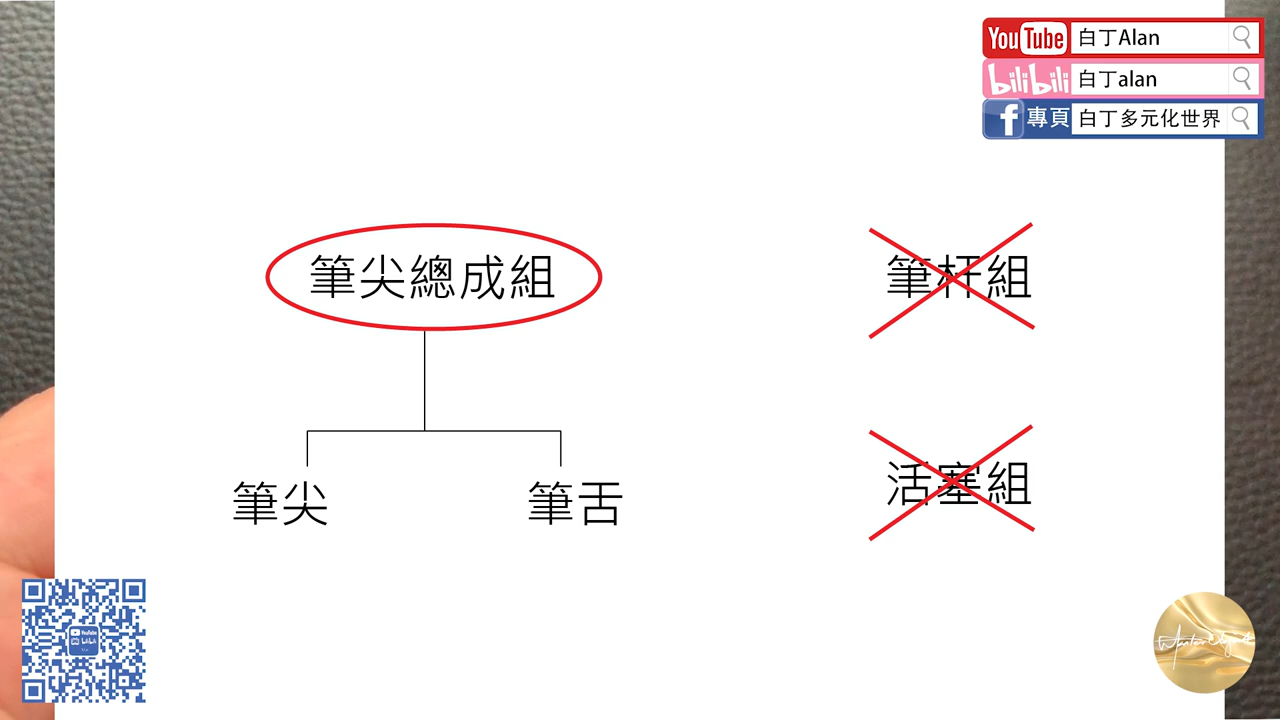 YouTube 白丁Alan
bilibili 白丁alan
f 專頁 白丁多元化世界
筆尖總成組
筆杆組
筆尖
筆舌
活塞組